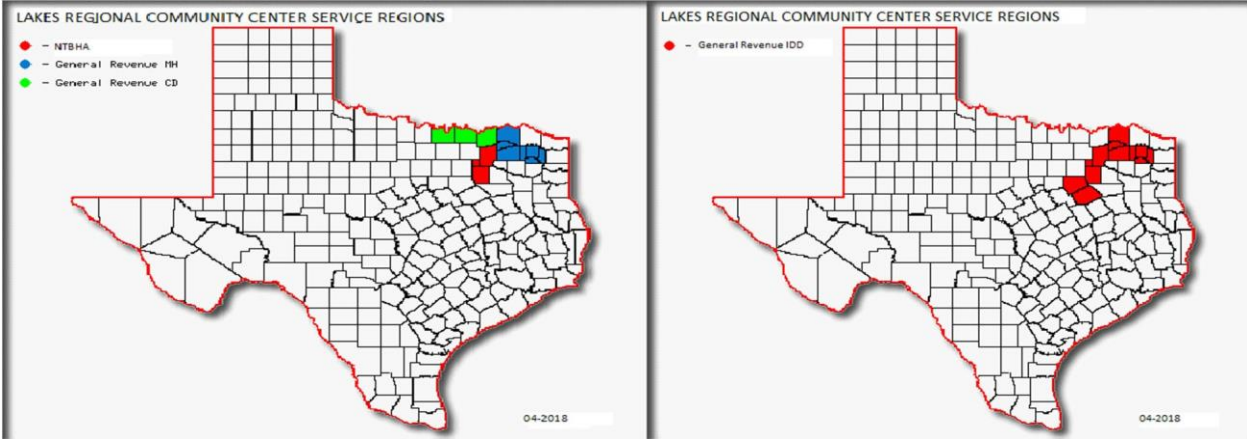 LAKES REGIONAL COMMUNITY CENTER SERVICE REGIONS
– NTBHA
– General Revenue MH
– General Revenue CD
04-2018
LAKES REGIONAL COMMUNITY CENTER SERVICE REGIONS
– General Revenue IDD
04-2018